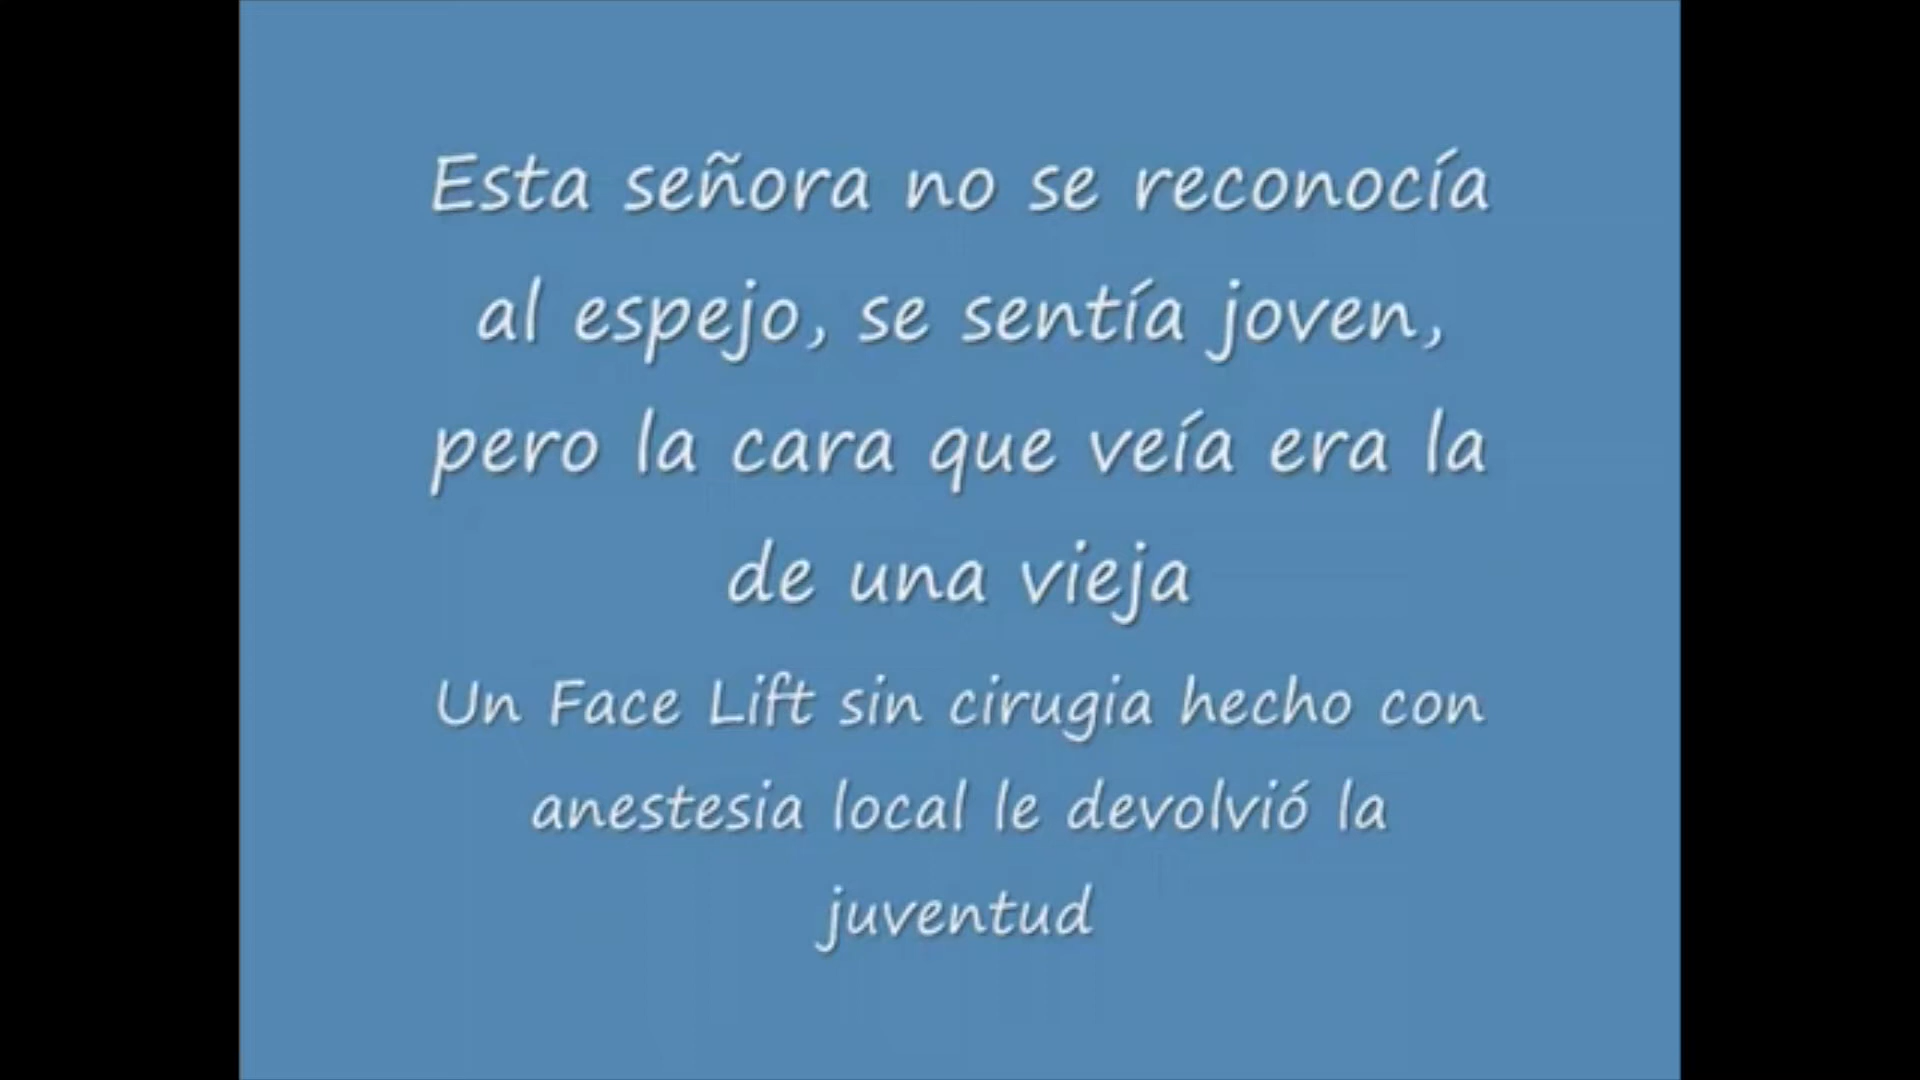 Esta señora no se reconocía
al espejo, se sentía joven,
pero la cara que veía era la
de una vieja
Un Face Lift sin cirugia hecho con
anestesia local le devolvió la
juventud